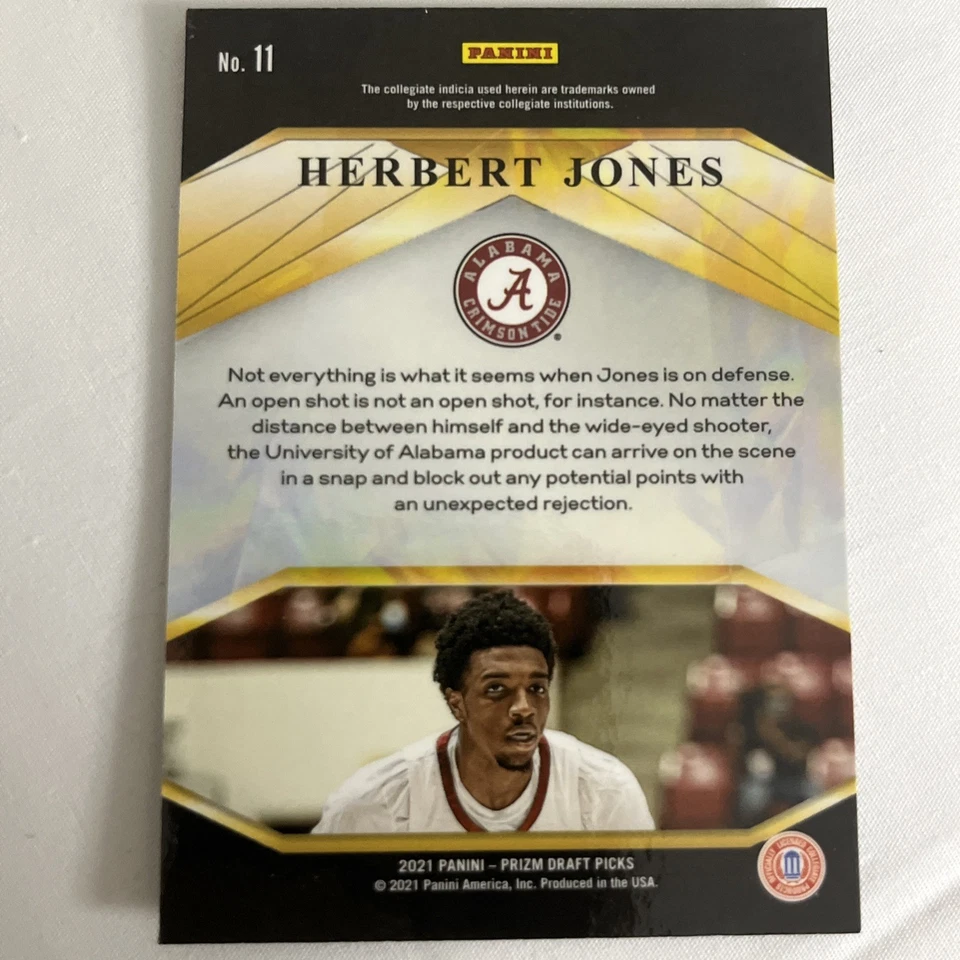 No. 11
PANINI
The collegiate indicia used herein are trademarks owned
by the respective collegiate institutions.
HERBERT JONES
ALABAMA
A
CRIMSON TIDE
®
Not everything is what it seems when Jones is on defense.
An open shot is not an open shot, for instance. No matter the
distance between himself and the wide-eyed shooter,
the University of Alabama product can arrive on the scene
in a snap and block out any potential points with
an unexpected rejection.
2021 PANINI – PRIZM DRAFT PICKS
© 2021 Panini America, Inc. Produced in the USA.
OFFICIALLY LICENSED COLLEGIATE PRODUCTS